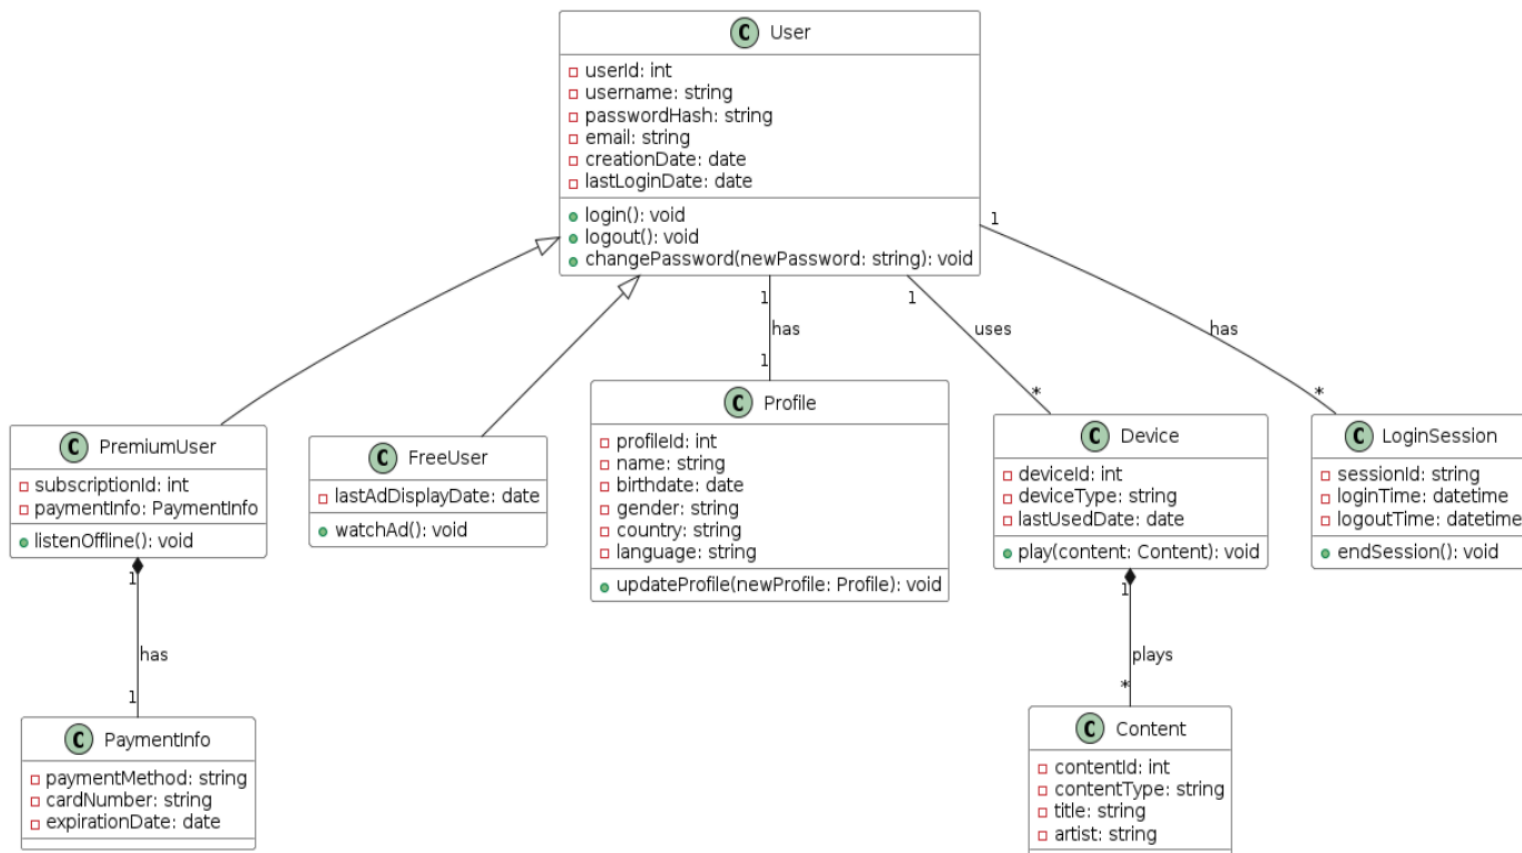 C User
userId: int
username: string
passwordHash: string
email: string
creationDate: date
lastLoginDate: date
login(): void
logout(): void
changePassword(newPassword: string): void
1
1
has
1
1
uses
*
has
*
C PremiumUser
subscriptionId: int
paymentInfo: PaymentInfo
listenOffline(): void
C FreeUser
lastAdDisplayDate: date
watchAd(): void
C Profile
profileId: int
name: string
birthdate: date
gender: string
country: string
language: string
updateProfile(newProfile: Profile): void
C Device
deviceId: int
deviceType: string
lastUsedDate: date
play(content: Content): void
C LoginSession
sessionId: string
loginTime: datetime
logoutTime: datetime
endSession(): void
1
has
1
1
plays
*
C PaymentInfo
paymentMethod: string
cardNumber: string
expirationDate: date
C Content
contentId: int
contentType: string
title: string
artist: string